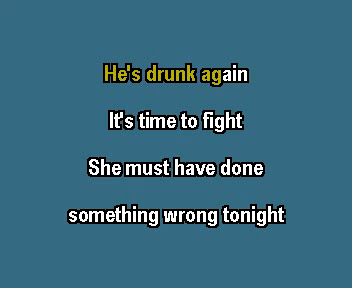 He's drunk again
It's time to fight
She must have done
something wrong tonight